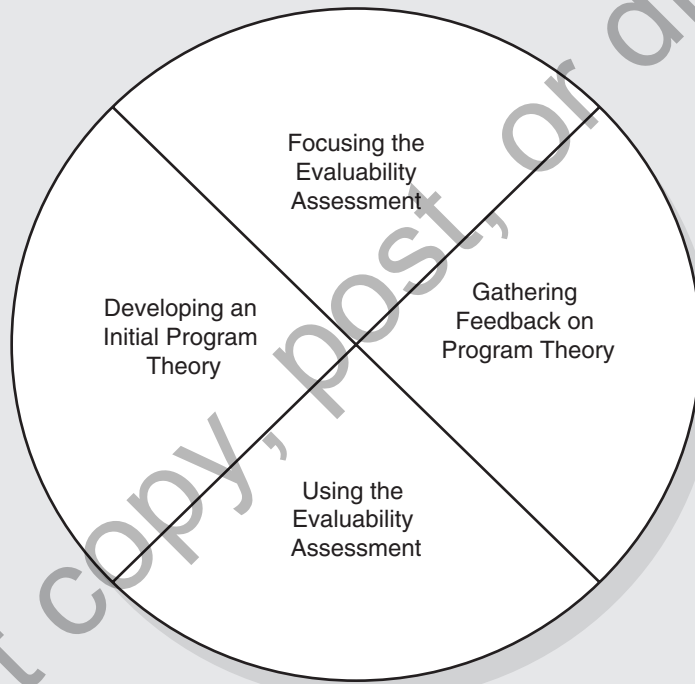 Focusing the
Evaluability
Assessment
Developing an
Initial Program
Theory
Gathering
Feedback on
Program Theory
Using the
Evaluability
Assessment
copy, post, or